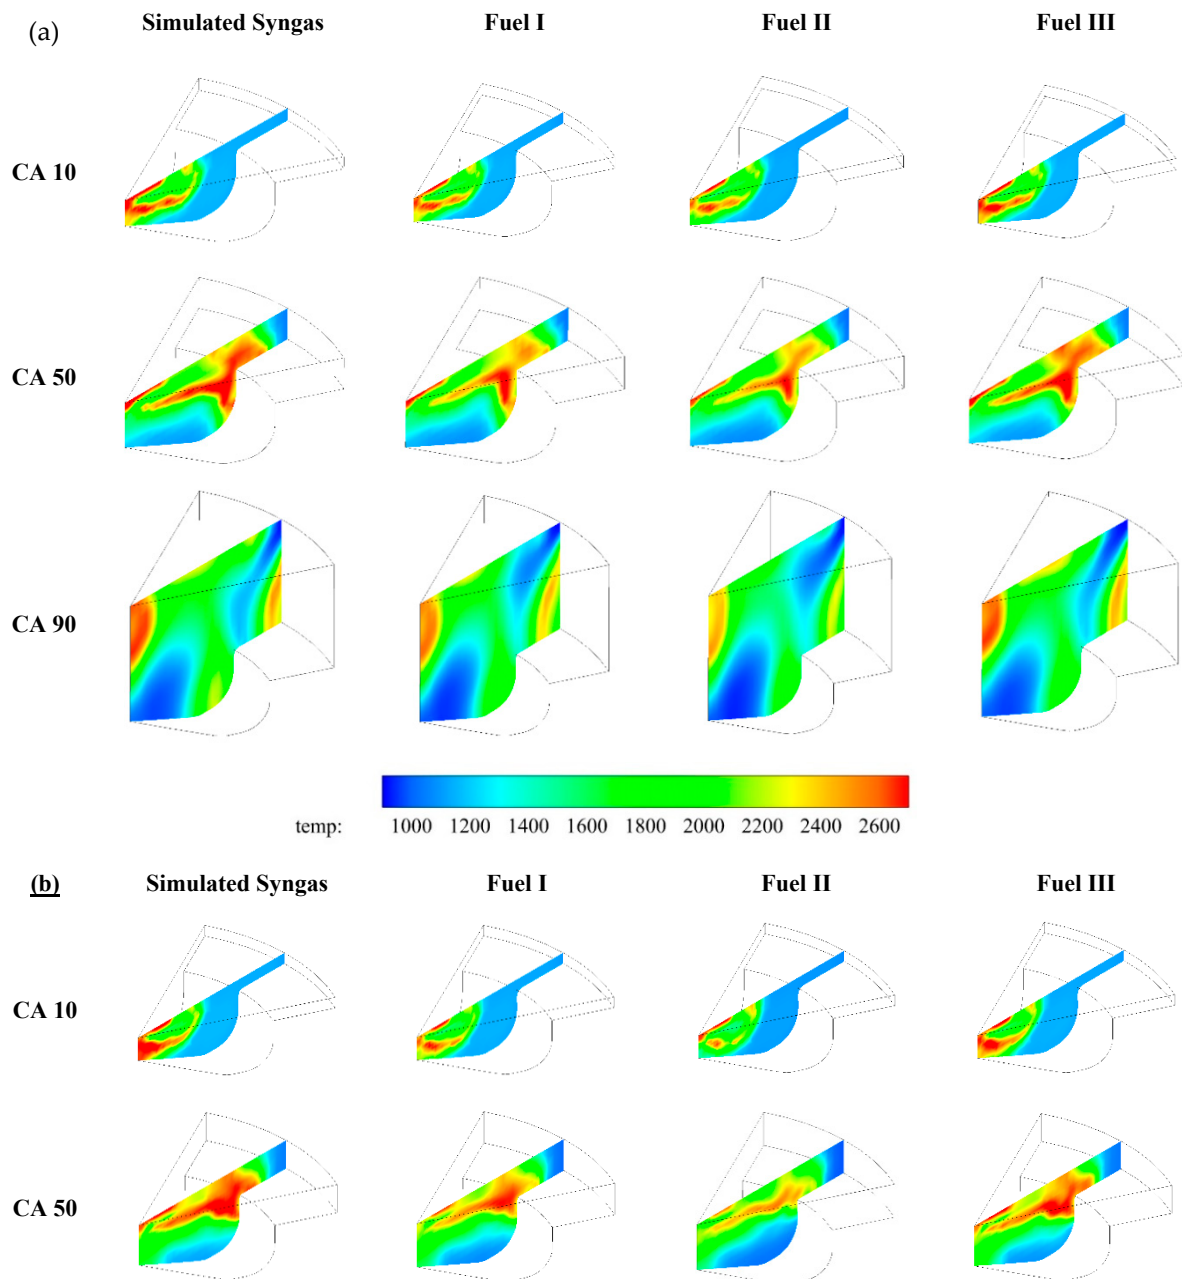 (a) Simulated Syngas Fuel I Fuel II Fuel III
CA 10
CA 50
CA 90
temp: 1000 1200 1400 1600 1800 2000 2200 2400 2600
(b) Simulated Syngas Fuel I Fuel II Fuel III
CA 10
CA 50